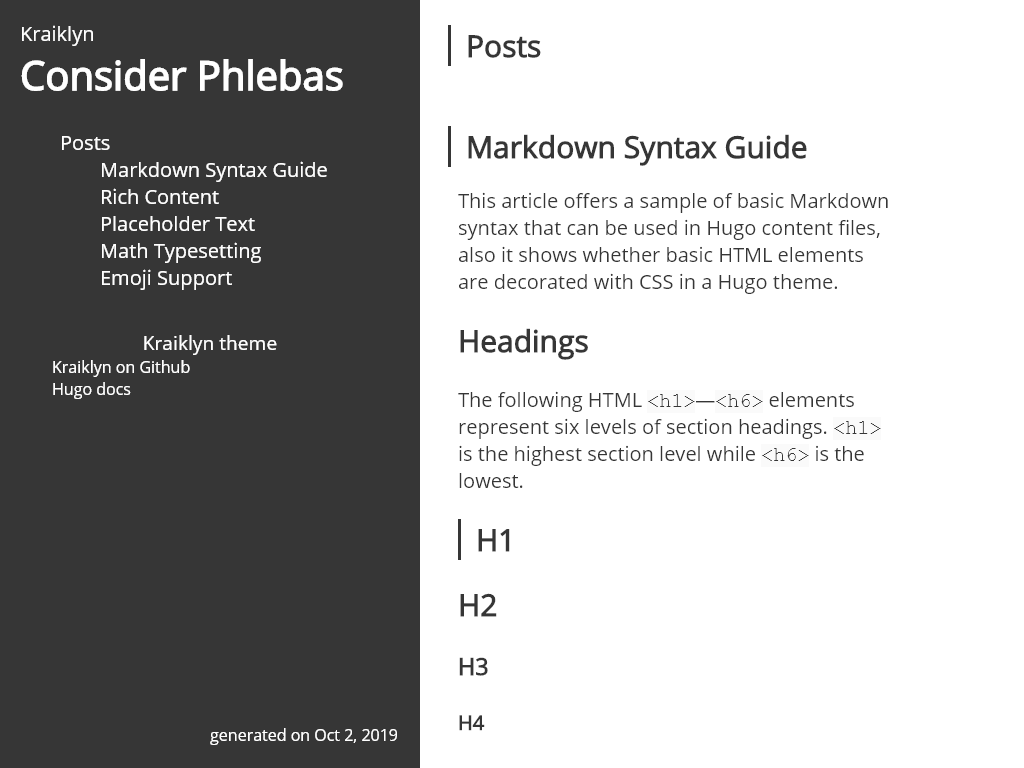 Kraiklyn
Consider Phlebas
Posts
Markdown Syntax Guide
Rich Content
Placeholder Text
Math Typesetting
Emoji Support
Kraiklyn theme
Kraiklyn on Github
Hugo docs
generated on Oct 2, 2019
Posts
Markdown Syntax Guide
This article offers a sample of basic Markdown
syntax that can be used in Hugo content files,
also it shows whether basic HTML elements
are decorated with CSS in a Hugo theme.
Headings
The following HTML <h1>—<h6> elements
represent six levels of section headings. <h1>
is the highest section level while <h6> is the
lowest.
H1
H2
H3
H4